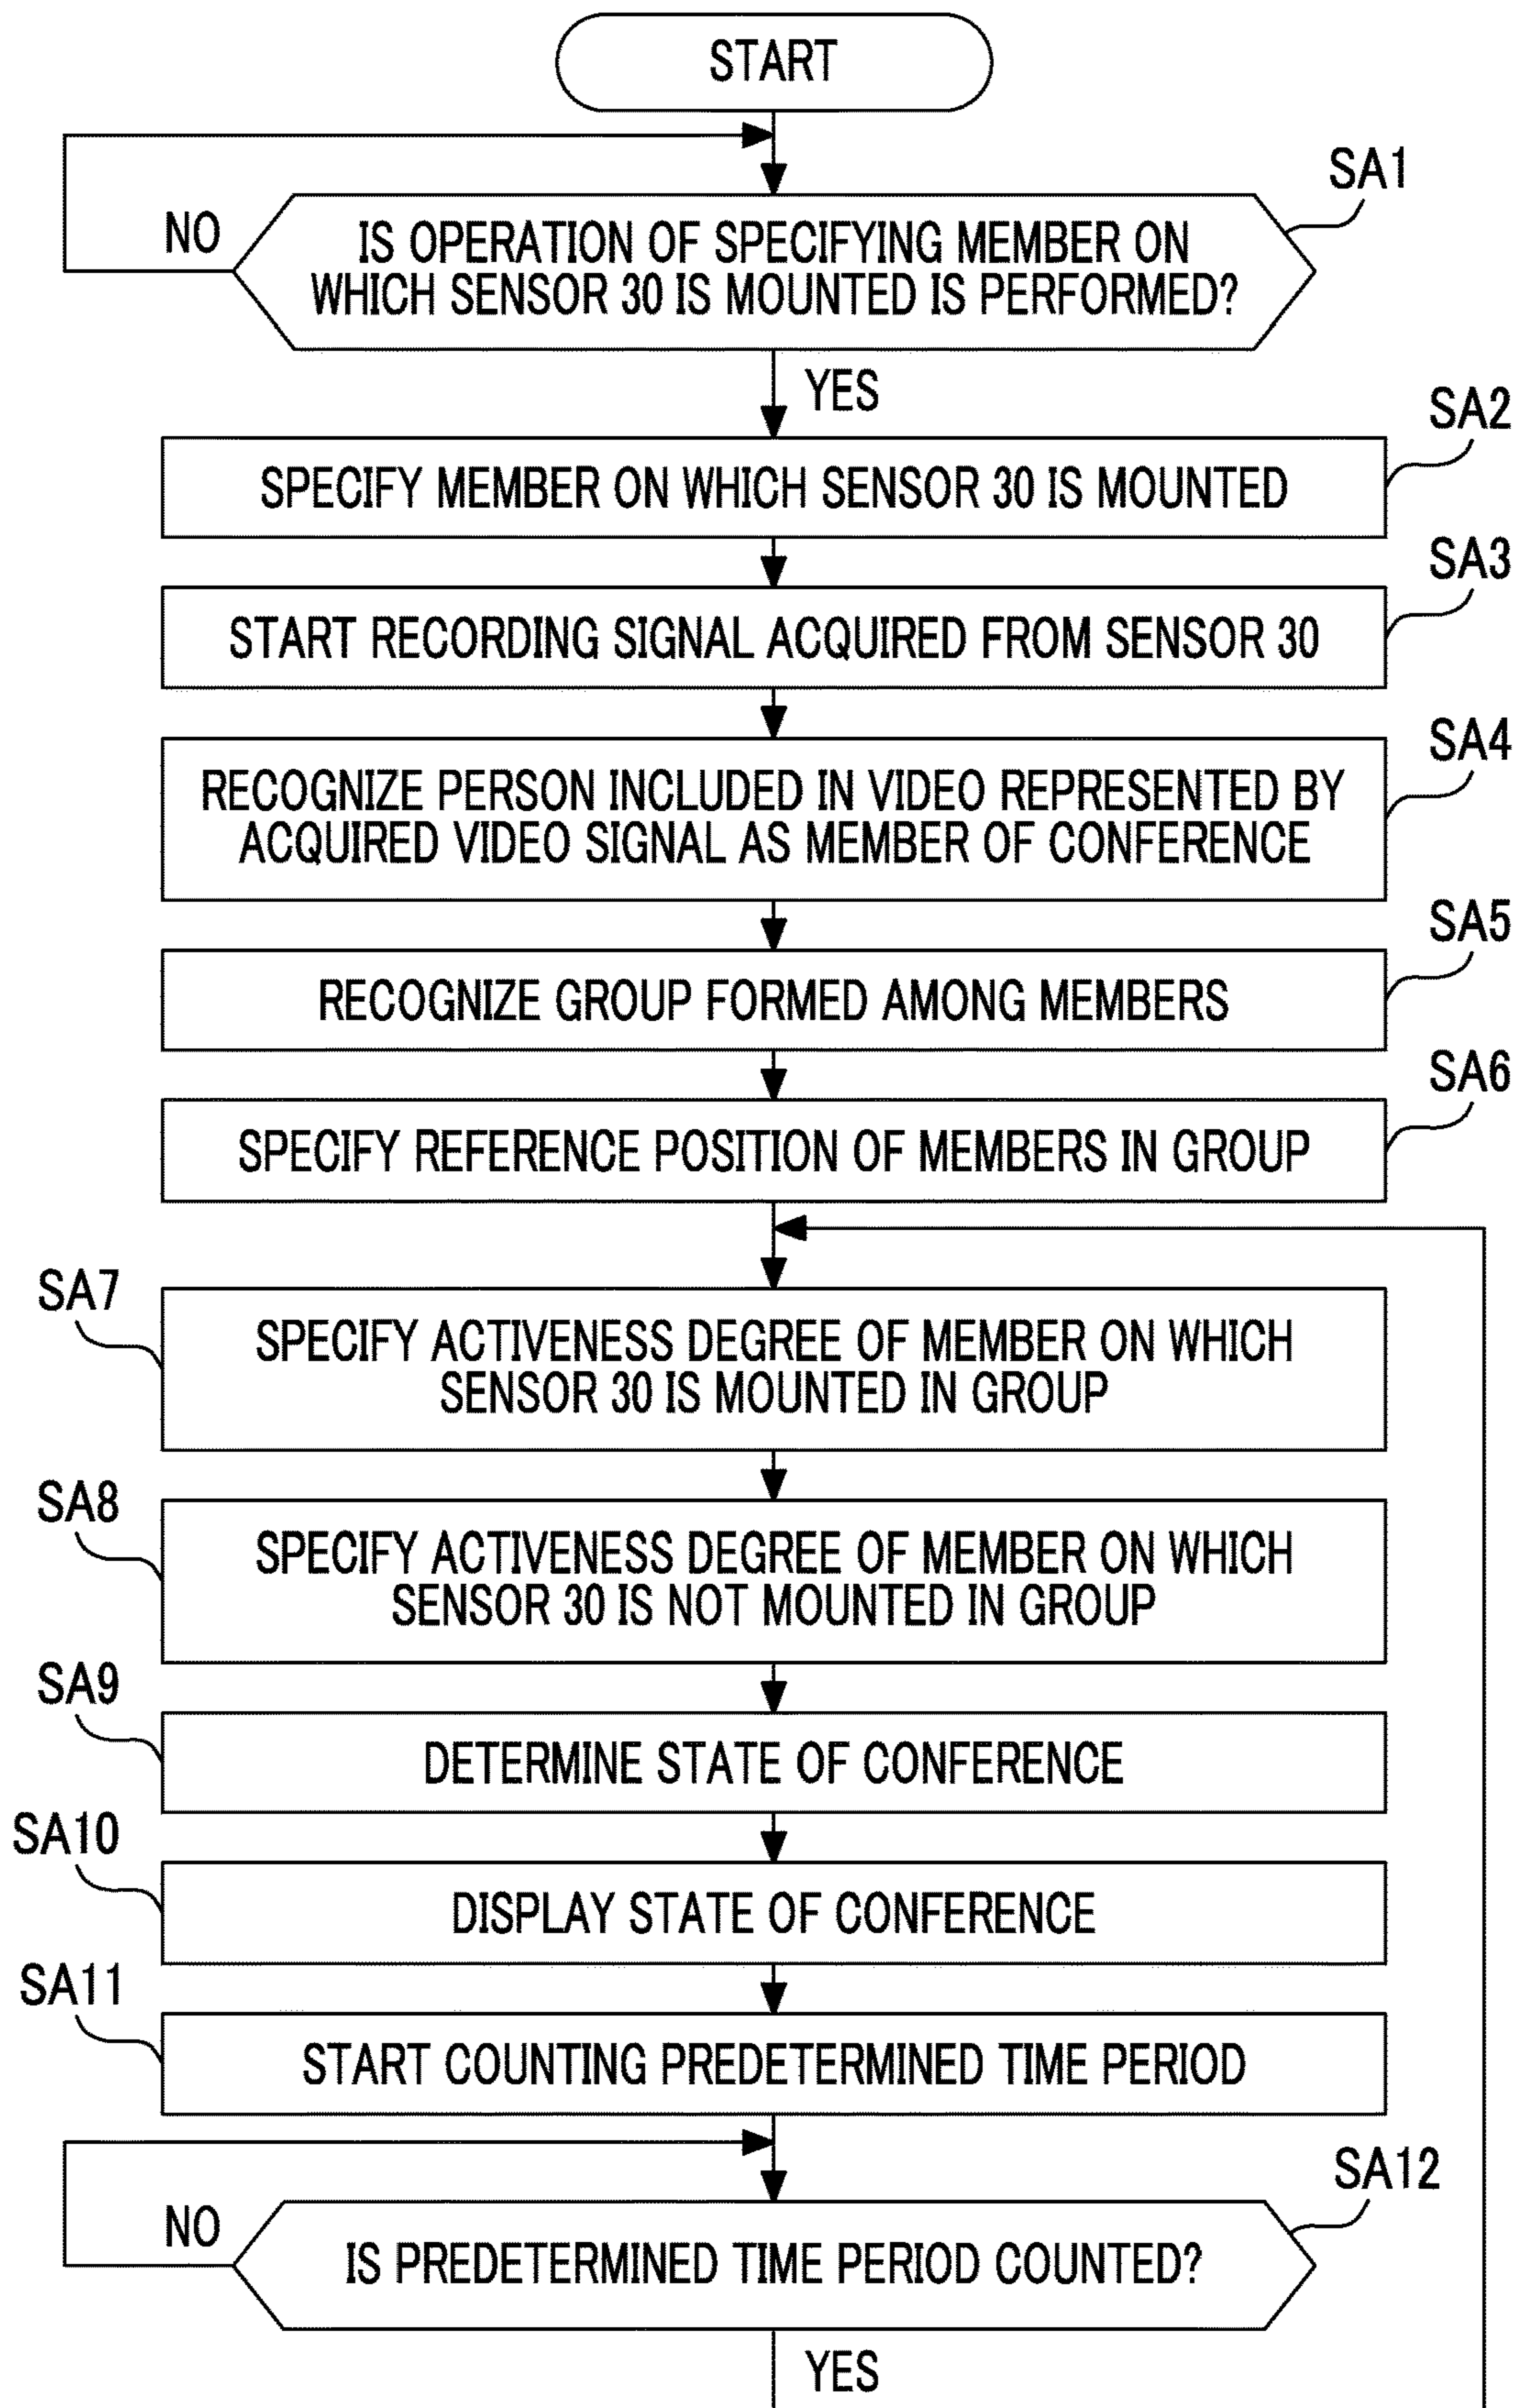 START
SA1
NO
IS OPERATION OF SPECIFYING MEMBER ON
WHICH SENSOR 30 IS MOUNTED IS PERFORMED?
YES
SA2
SPECIFY MEMBER ON WHICH SENSOR 30 IS MOUNTED
SA3
START RECORDING SIGNAL ACQUIRED FROM SENSOR 30
SA4
RECOGNIZE PERSON INCLUDED IN VIDEO REPRESENTED BY
ACQUIRED VIDEO SIGNAL AS MEMBER OF CONFERENCE
SA5
RECOGNIZE GROUP FORMED AMONG MEMBERS
SA6
SPECIFY REFERENCE POSITION OF MEMBERS IN GROUP
SA7
SPECIFY ACTIVENESS DEGREE OF MEMBER ON WHICH
SENSOR 30 IS MOUNTED IN GROUP
SA8
SPECIFY ACTIVENESS DEGREE OF MEMBER ON WHICH
SENSOR 30 IS NOT MOUNTED IN GROUP
SA9
DETERMINE STATE OF CONFERENCE
SA10
DISPLAY STATE OF CONFERENCE
SA11
START COUNTING PREDETERMINED TIME PERIOD
SA12
NO
IS PREDETERMINED TIME PERIOD COUNTED?
YES